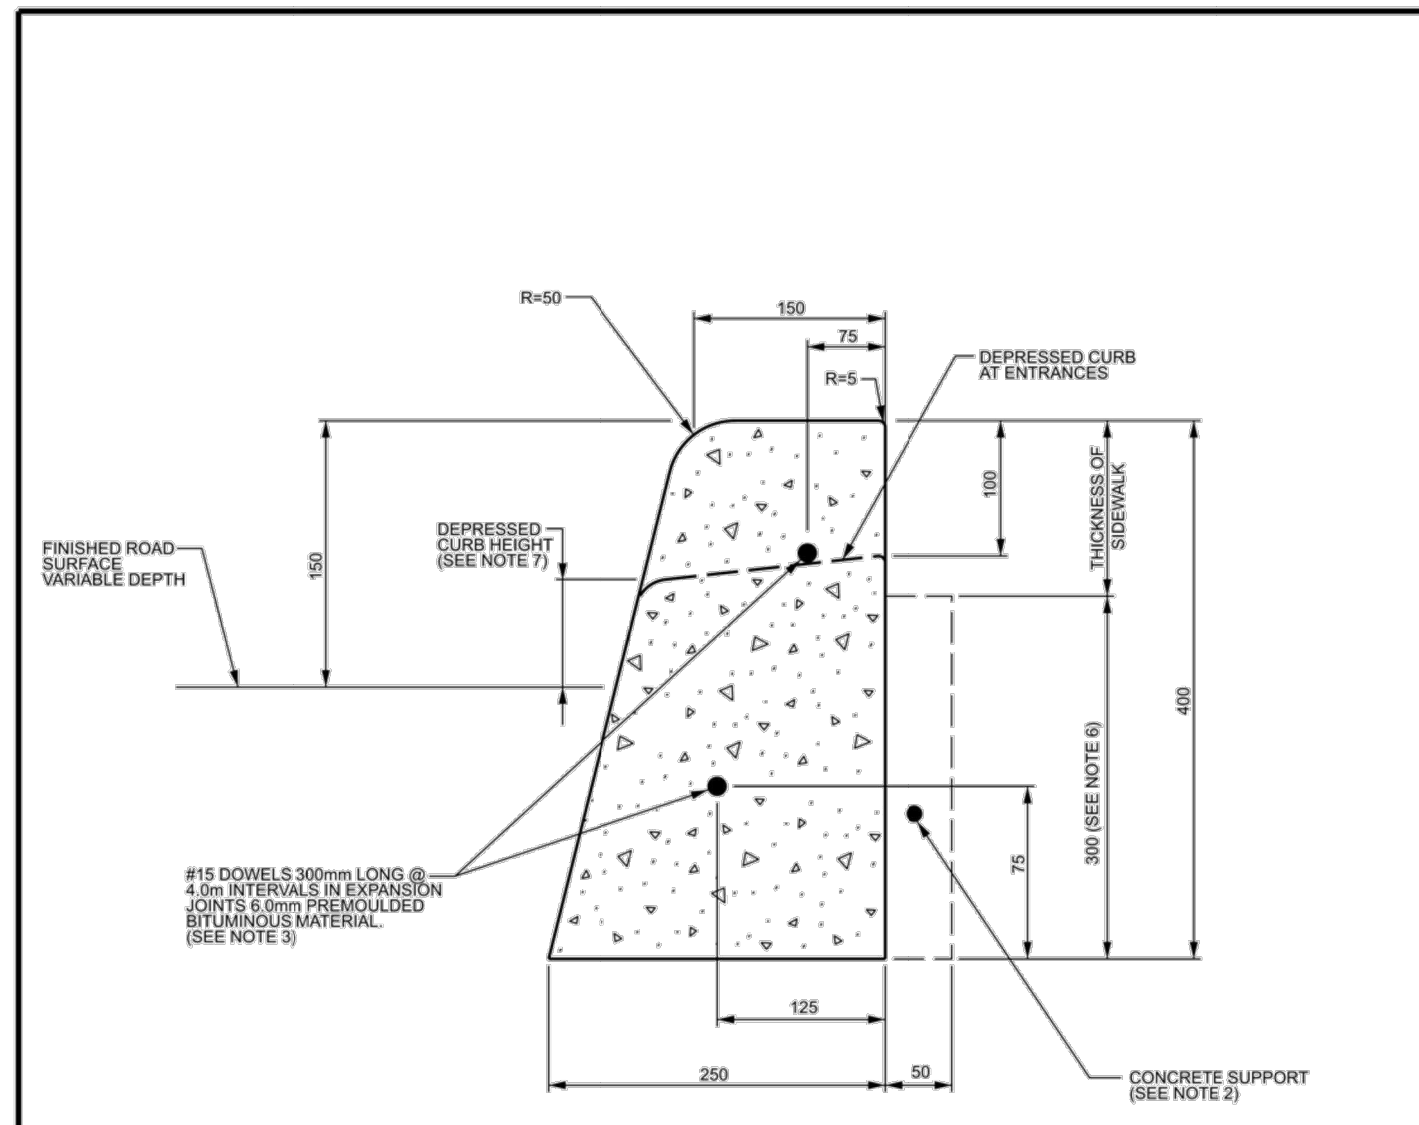 R=50
150
75
R=5
DEPRESSED CURB
AT ENTRANCES
DEPRESSED
CURB HEIGHT
(SEE NOTE 7)
FINISHED ROAD
SURFACE
VARIABLE DEPTH
150
100
THICKNESS OF
SIDEWALK
400
300 (SEE NOTE 6)
75
#15 DOWELS 300mm LONG @
4.0m INTERVALS IN EXPANSION
JOINTS 6.0mm PREMOULDED
BITUMINOUS MATERIAL.
(SEE NOTE 3)
125
250
50
CONCRETE SUPPORT
(SEE NOTE 2)